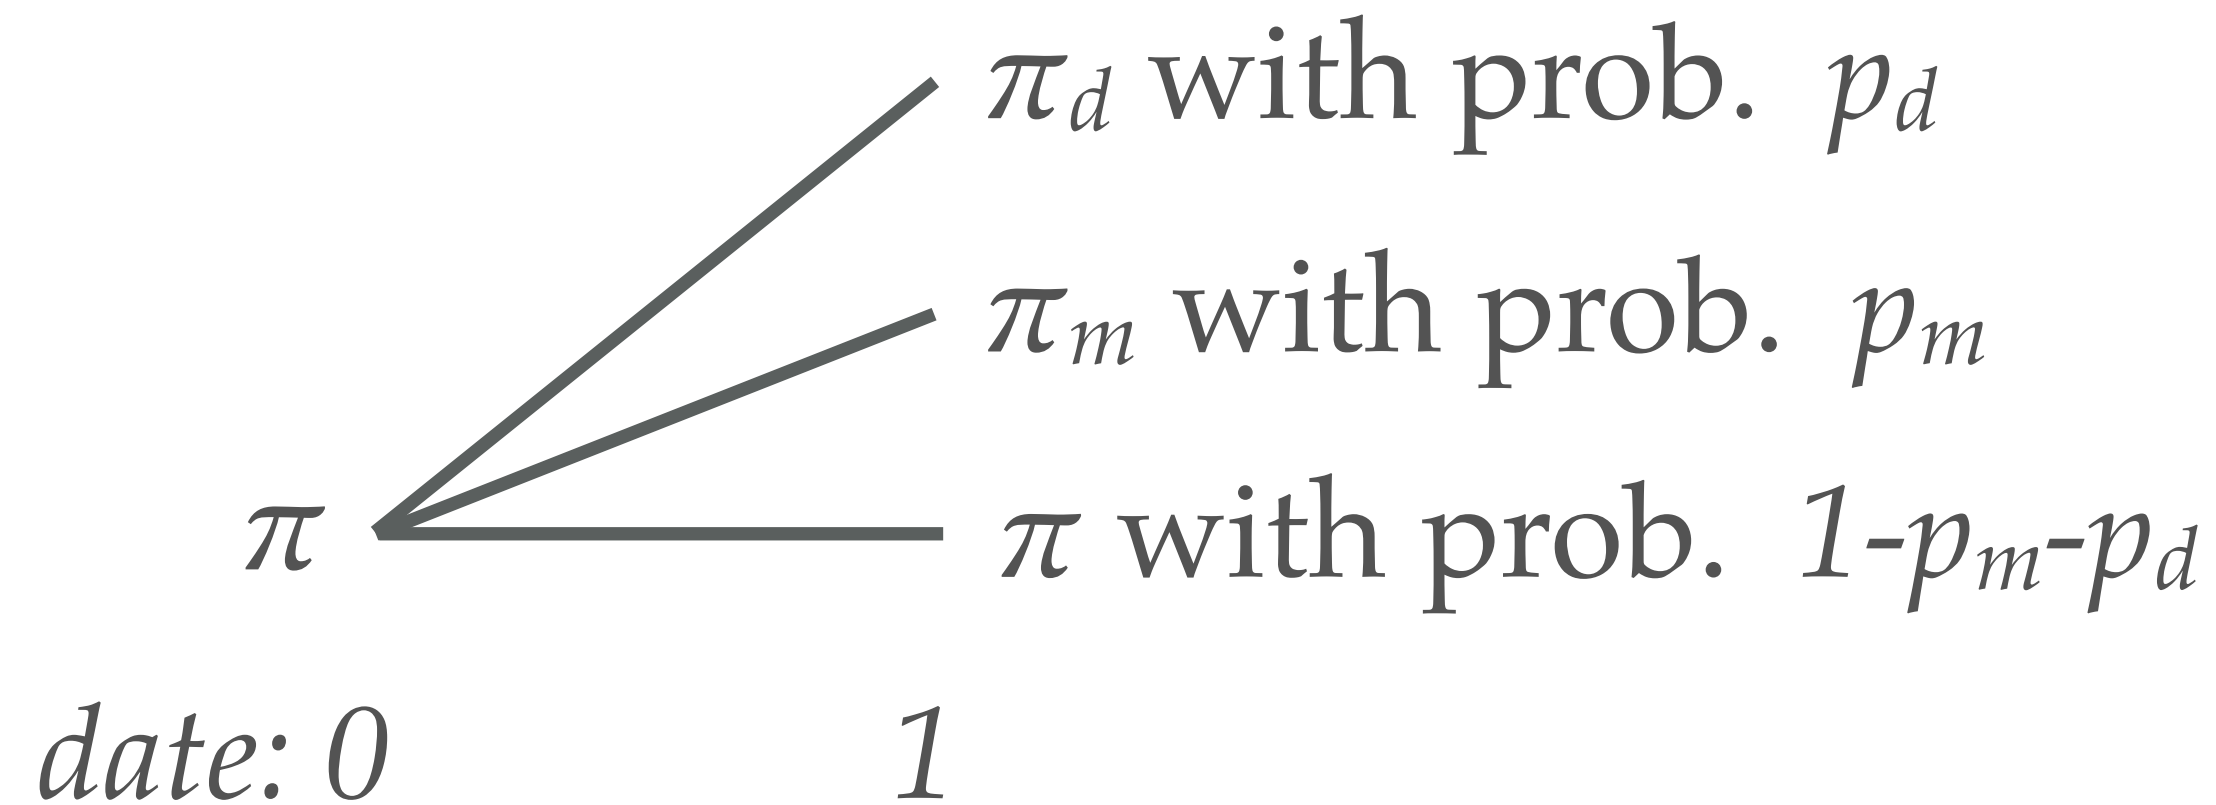 π_d with prob. p_d
π_m with prob. p_m
π
π with prob. 1-p_m-p_d
date: 0 1